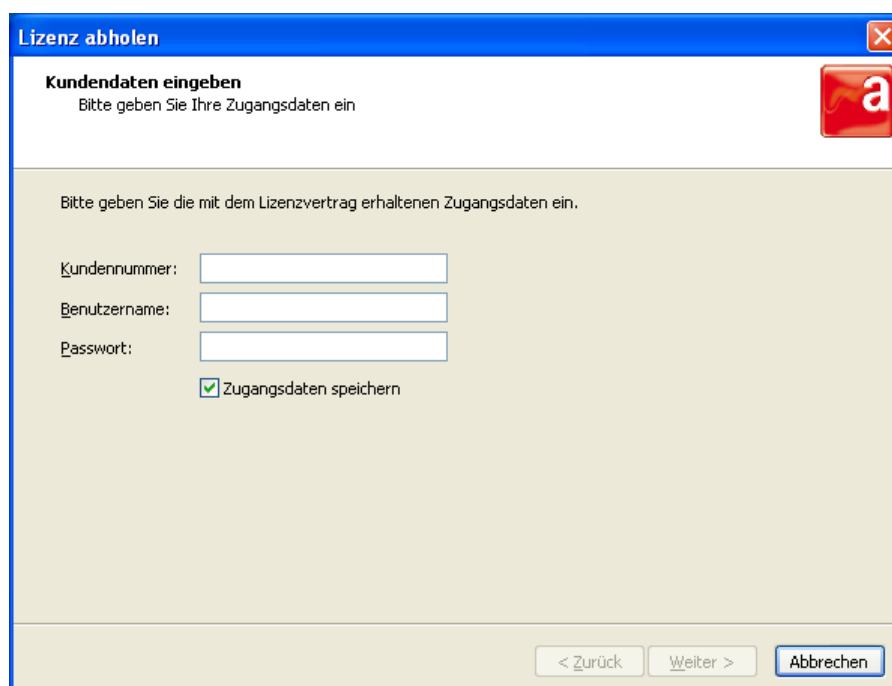 Lizenz abholen
Kundendaten eingeben
Bitte geben Sie Ihre Zugangsdaten ein
a
Bitte geben Sie die mit dem Lizenzvertrag erhaltenen Zugangsdaten ein.
Kundennummer:
Benutzername:
Passwort:
Zugangsdaten speichern
< Zurück Weiter > Abbrechen